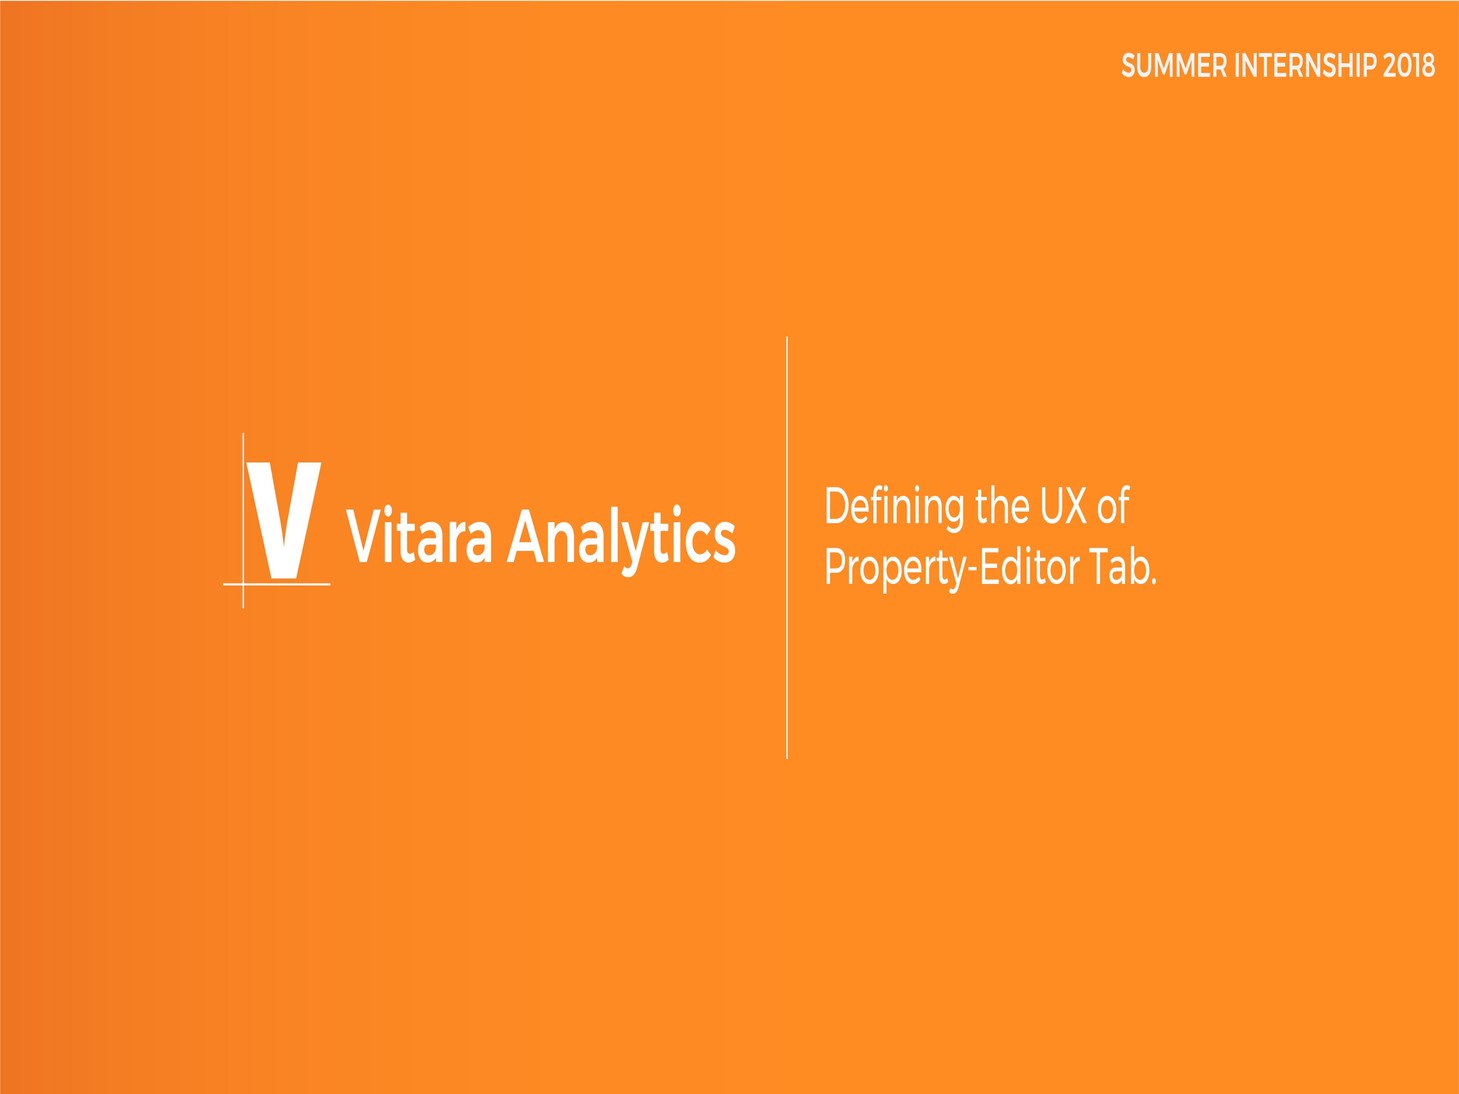 SUMMER INTERNSHIP 2018
V Vitara Analytics
Defining the UX of
Property-Editor Tab.